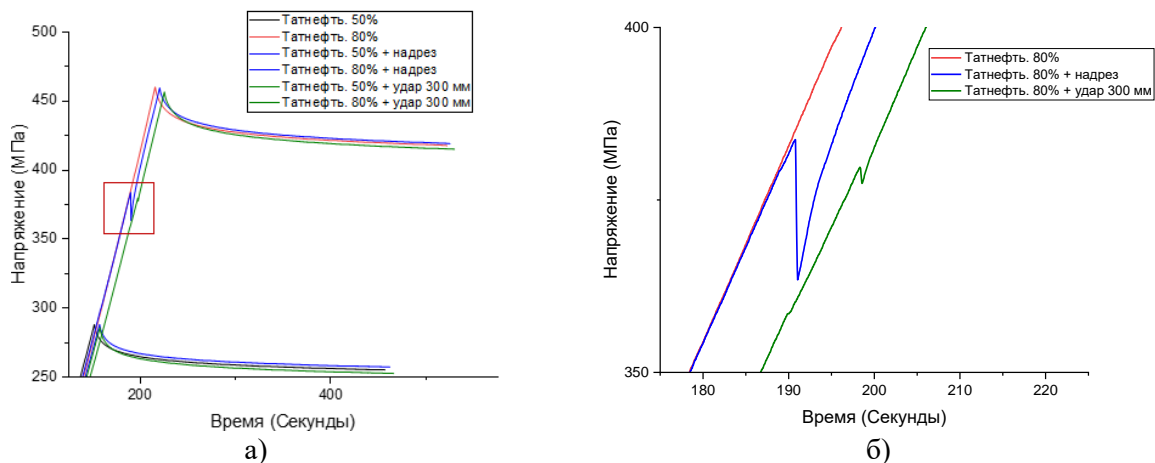 Татнефть. 50%
Татнефть. 80%
Татнефть. 50% + надрез
Татнефть. 80% + надрез
Татнефть. 50% + удар 300 мм
Татнефть. 80% + удар 300 мм
500
450
400
350
300
250
Напряжение (МПа)
200
400
Время (Секунды)
а)
Татнефть. 80%
Татнефть. 80% + надрез
Татнефть. 80% + удар 300 мм
400
350
Напряжение (МПа)
180
190
200
210
220
Время (Секунды)
б)